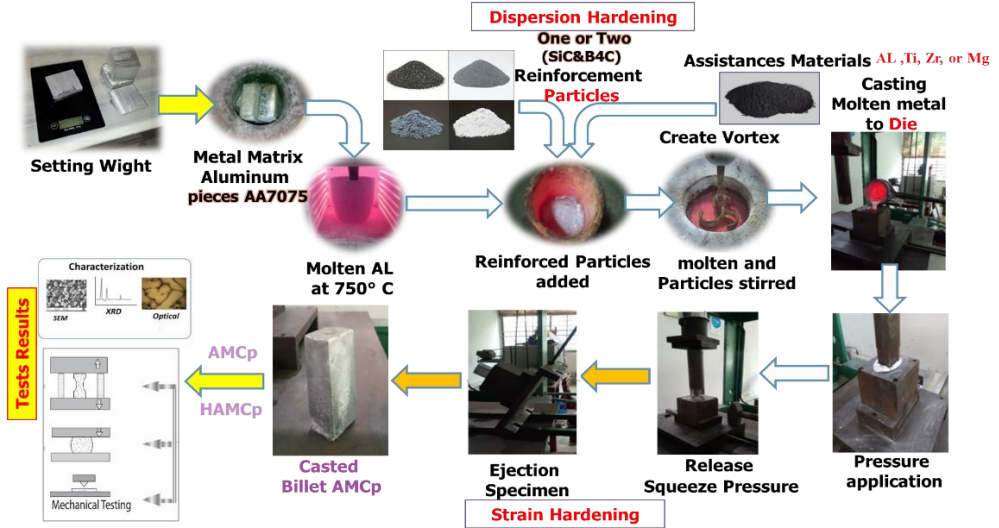 Dispersion Hardening
One or Two
(SiC&B4C)
Reinforcement
Particles
Assistances Materials AL ,Ti, Zr, or Mg
Casting
Molten metal
to Die
Create Vortex
Setting Wight
Metal Matrix
Aluminum
pieces AA7075
Molten AL
at 750° C
Reinforced Particles
added
molten and
Particles stirred
Characterization
SEM
XRD
Optical
Tests Results
AMCp
HAMCp
Mechanical Testing
Casted
Billet AMCp
Ejection
Specimen
Release
Squeeze Pressure
Pressure
application
Strain Hardening